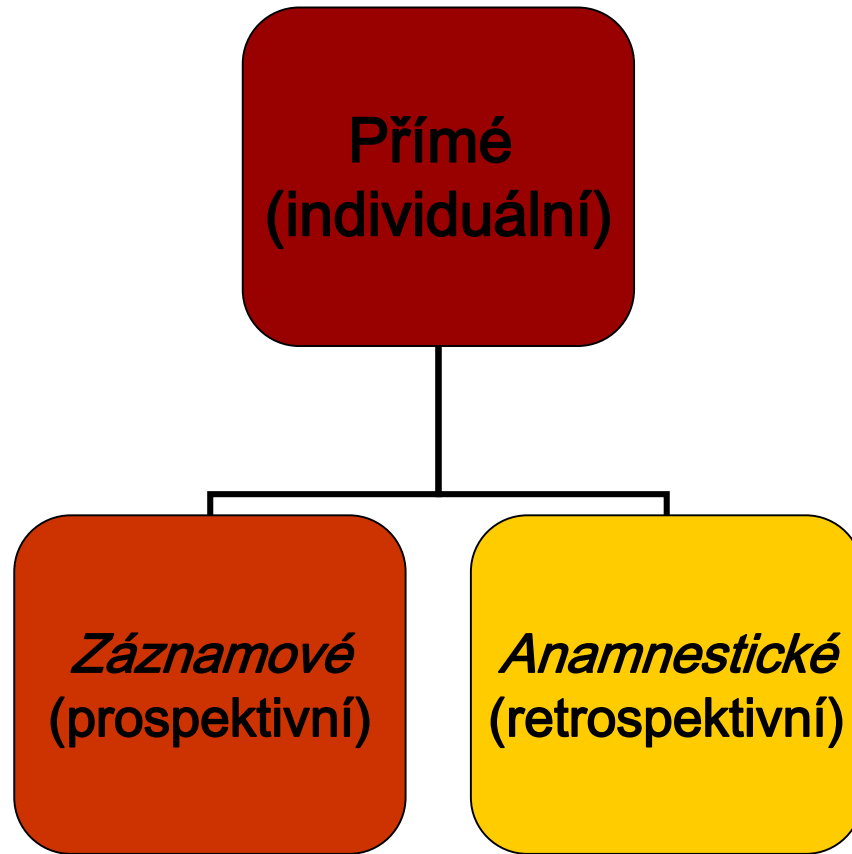 Přímé
(individuální)
Záznamové
(prospektivní)
Anamnestické
(retrospektivní)